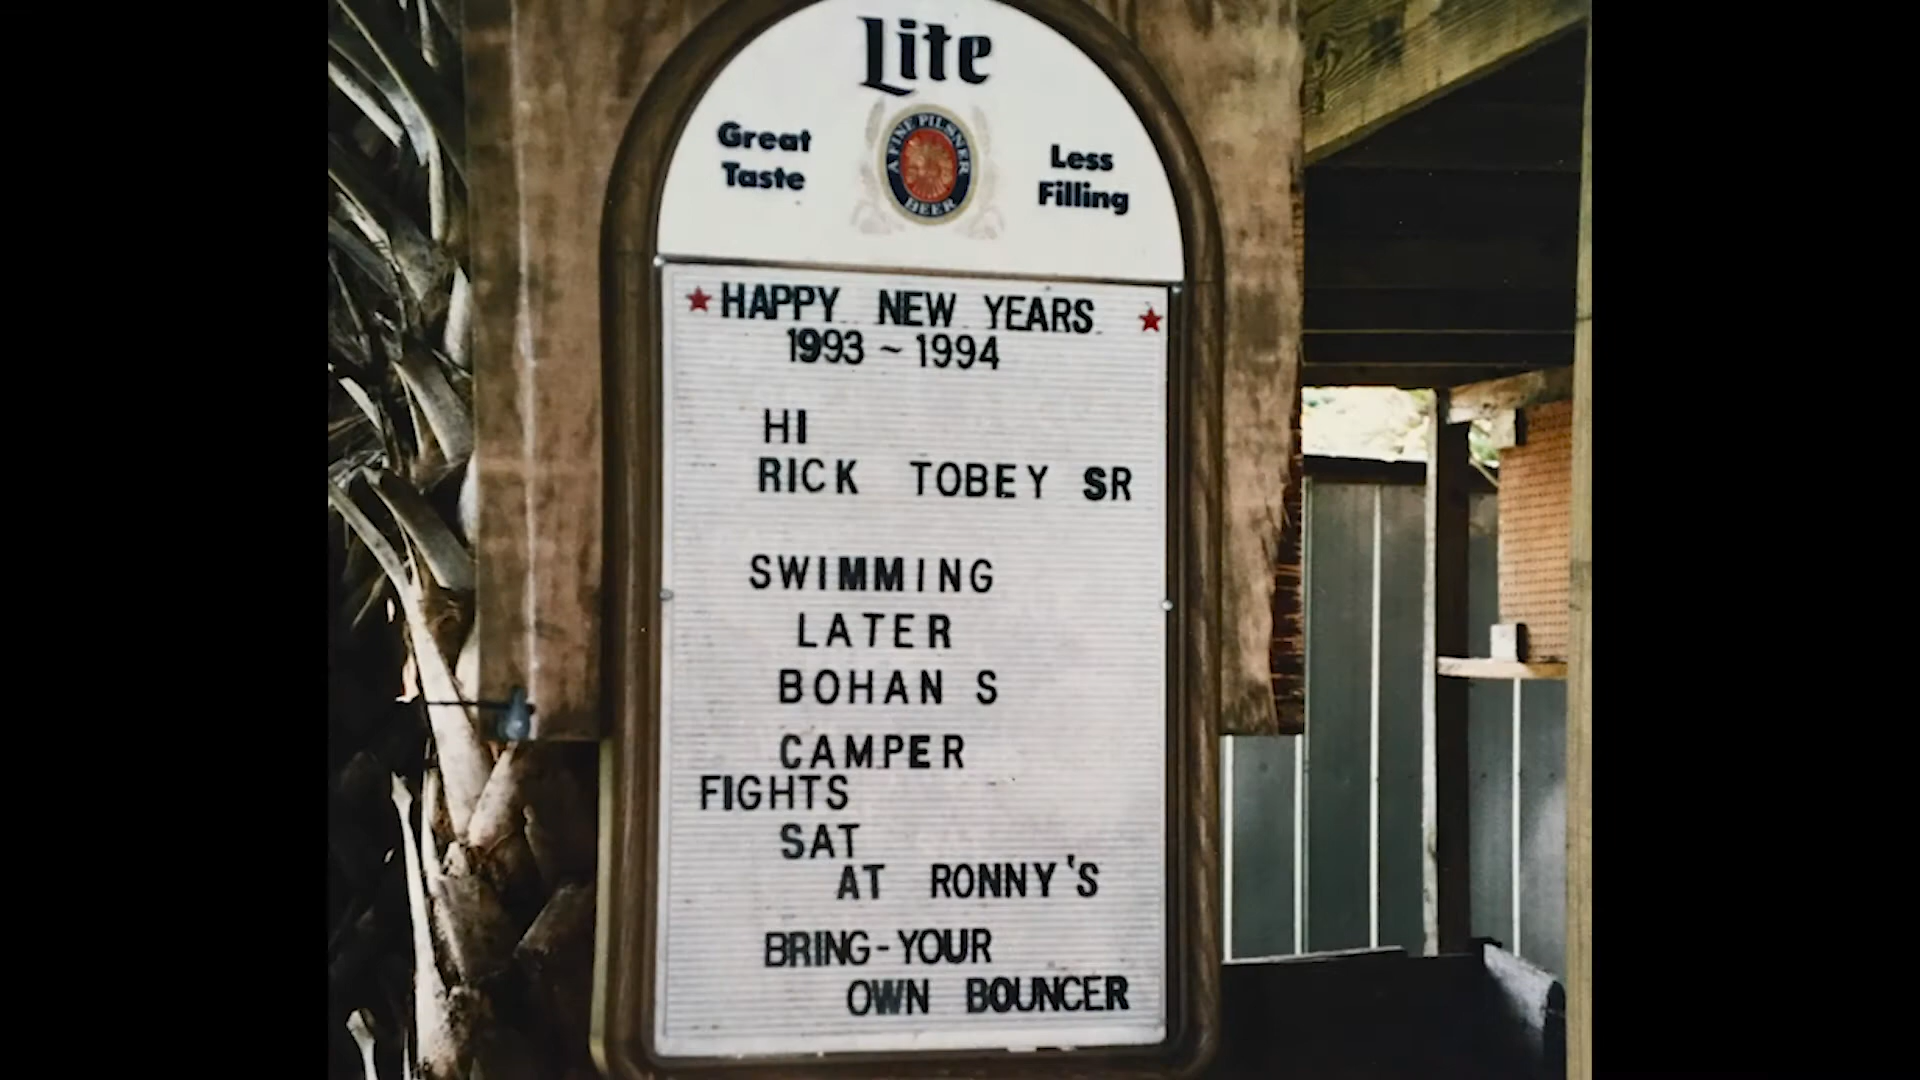 Lite
Great
Taste
A FINE PILSNER
BEER
Less
Filling
★HAPPY NEW YEARS ★
1993 ~ 1994
HI
RICK TOBEY SR
SWIMMING
LATER
BOHAN S
CAMPER
FIGHTS
SAT
AT RONNY'S
BRING-YOUR
OWN BOUNCER